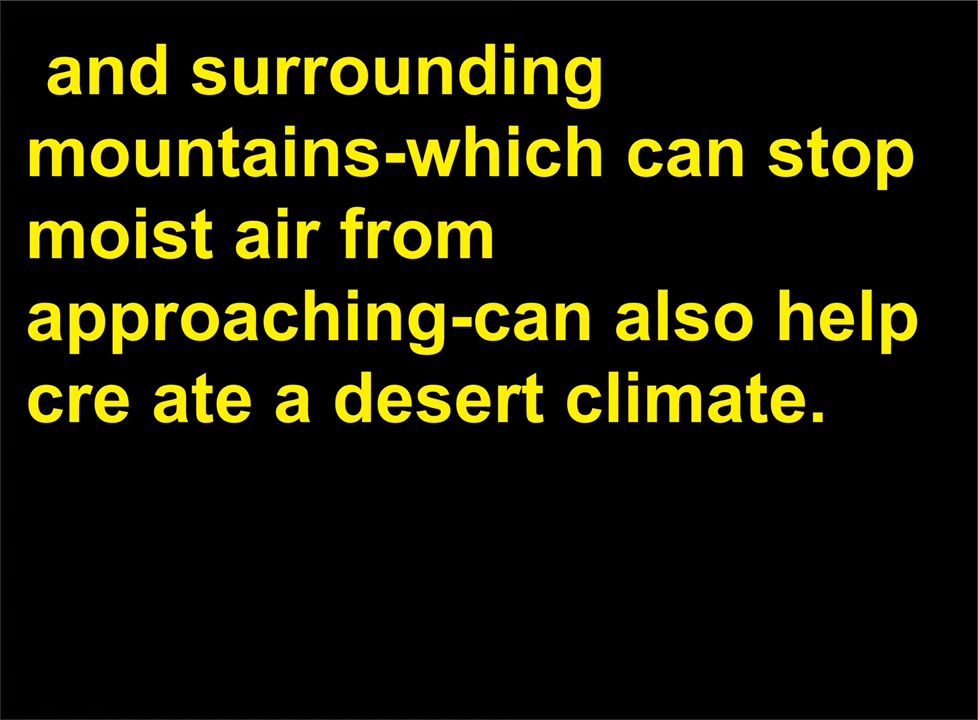 and surrounding
mountains-which can stop
moist air from
approaching-can also help
cre ate a desert climate.